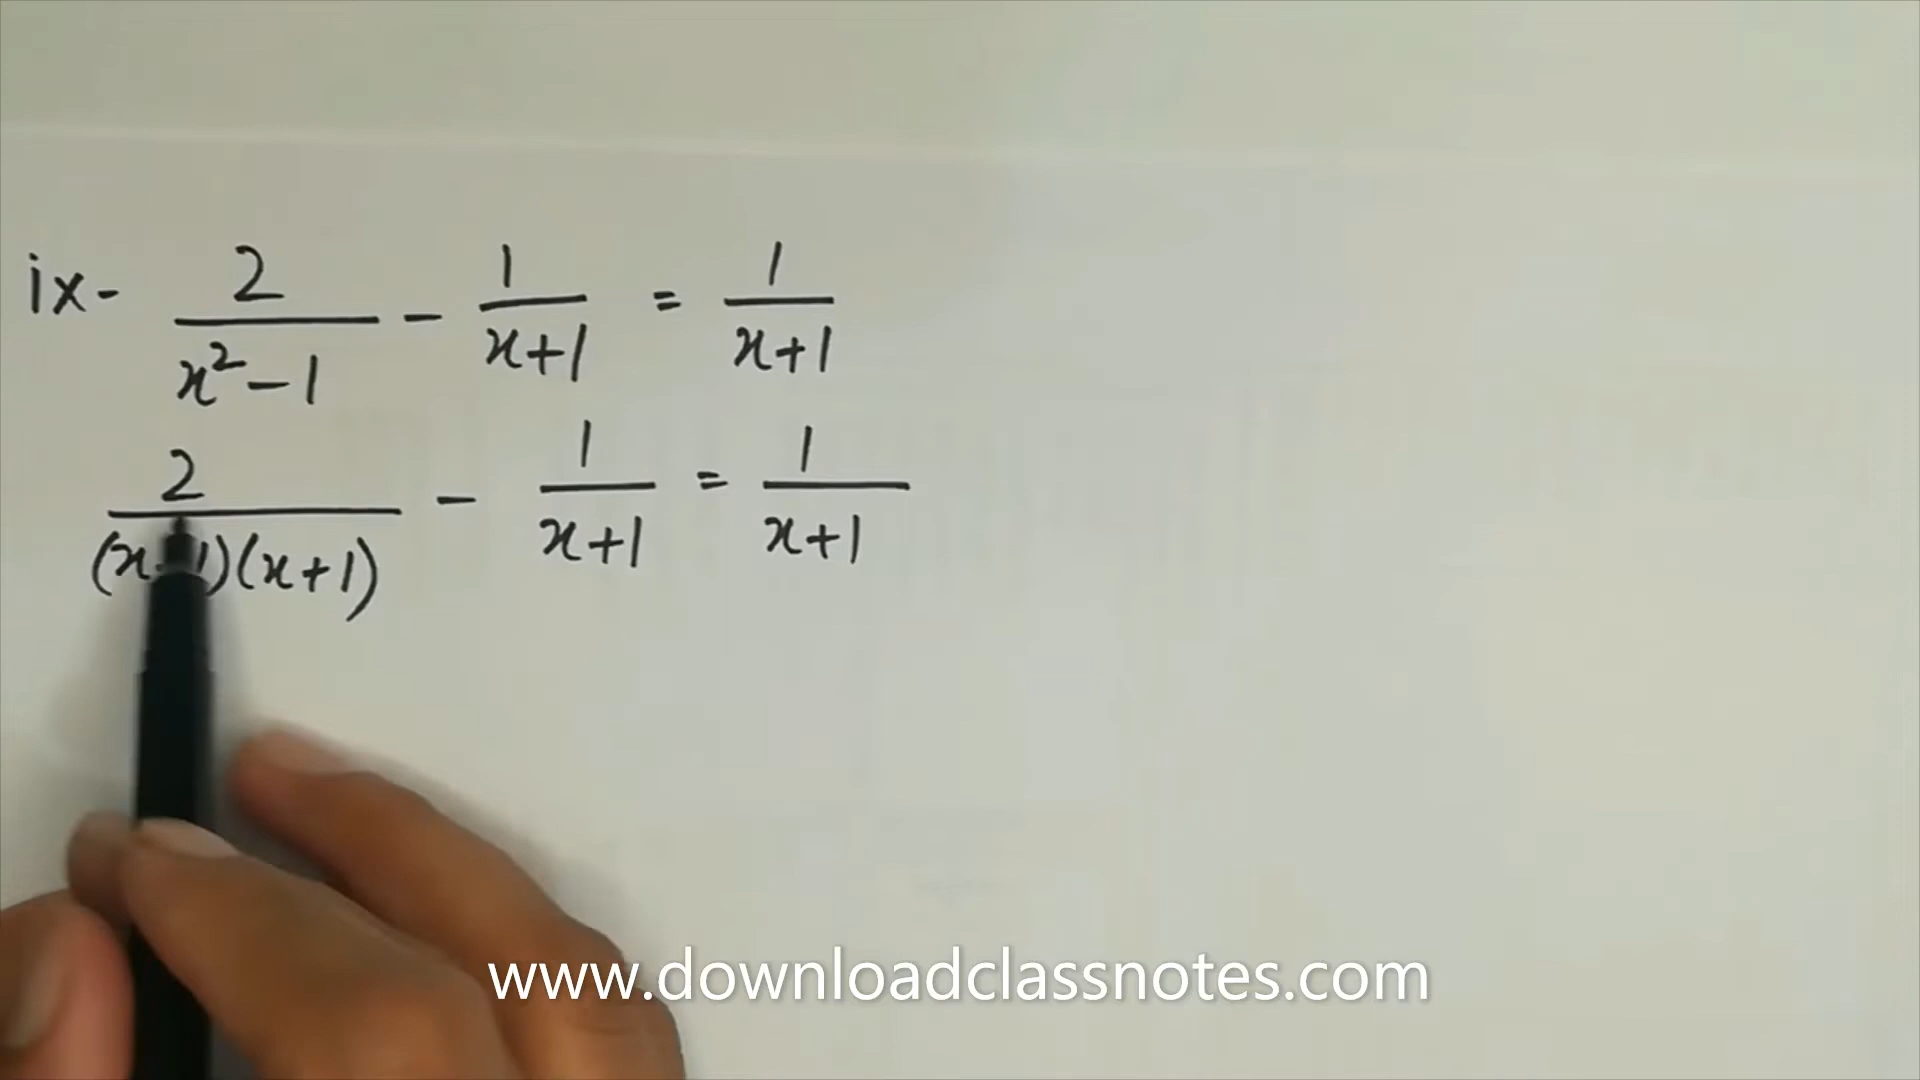 ix- 2/(x²-1) - 1/(x+1) = 1/(x+1)
2/((x-1)(x+1)) - 1/(x+1) = 1/(x+1)
www.downloadclassnotes.com